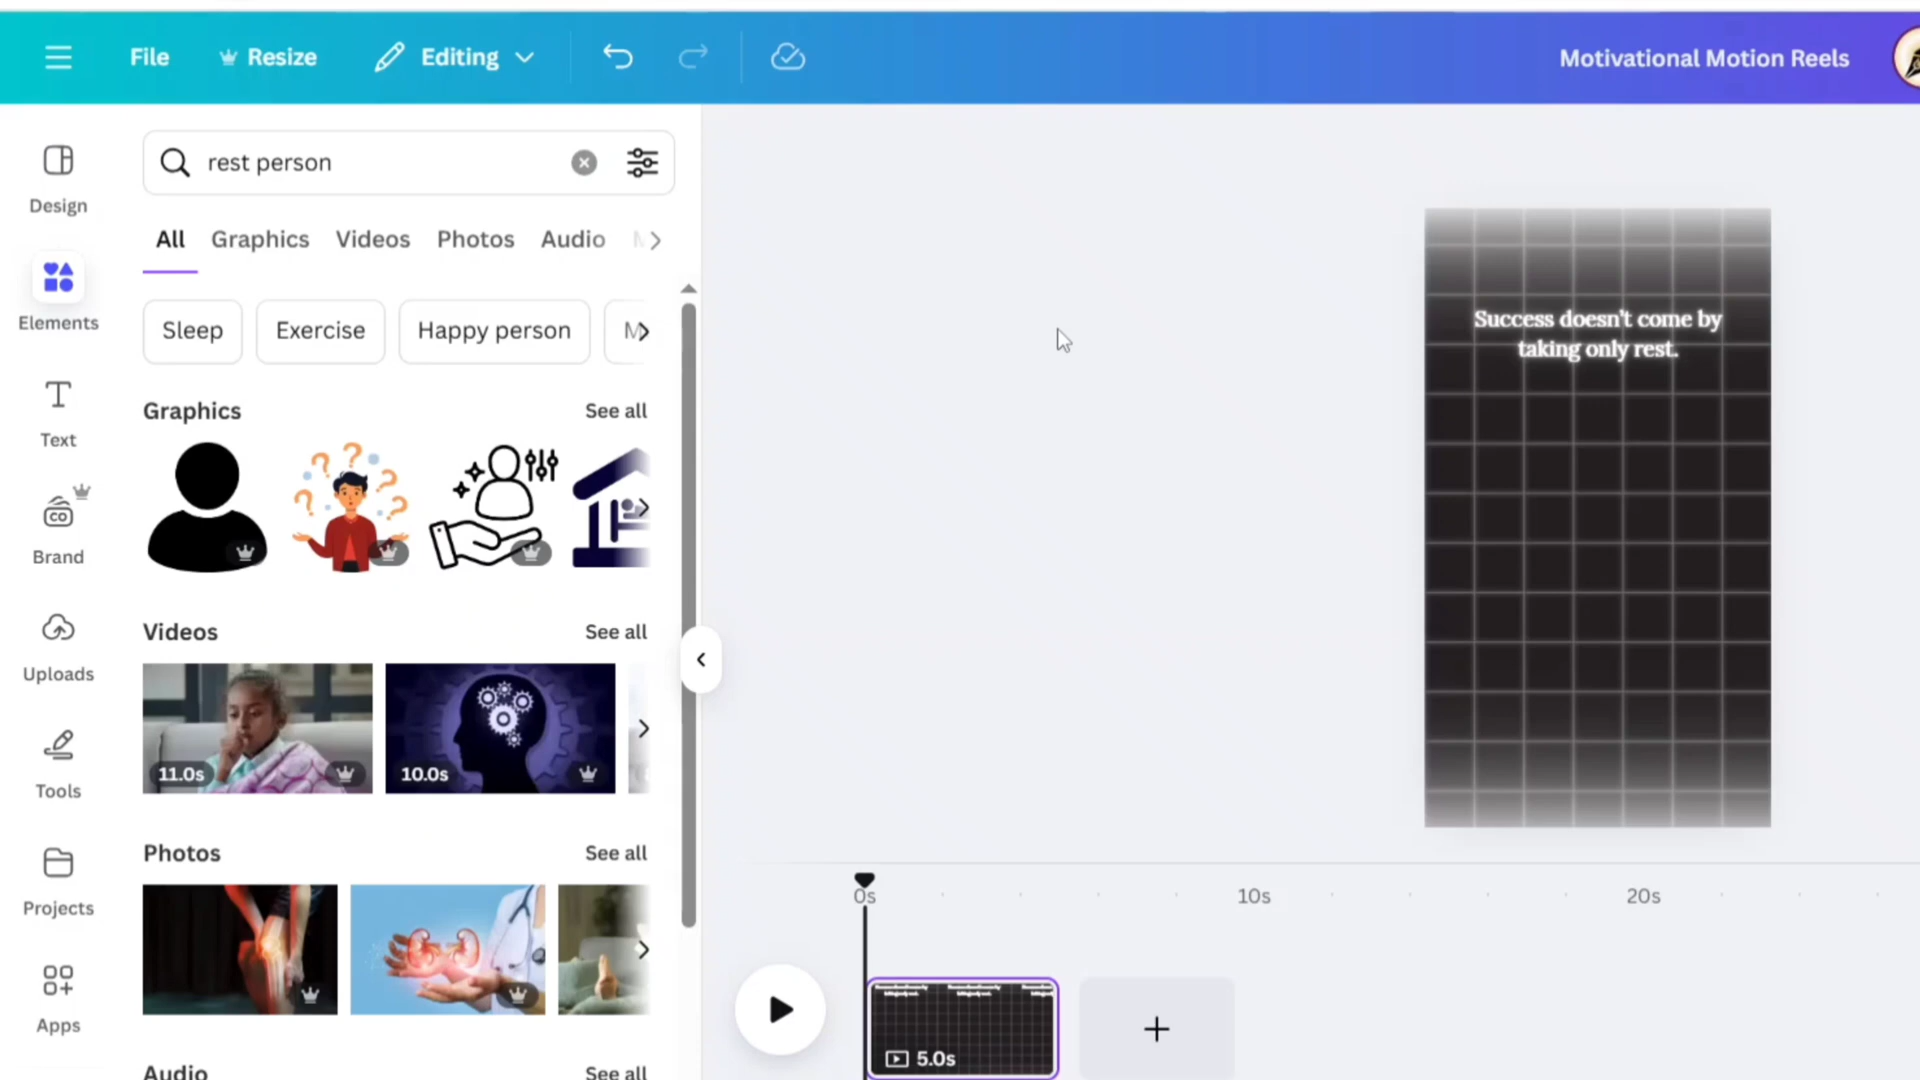 File
Resize
Editing
Motivational Motion Reels
Design
Elements
Text
Brand
Uploads
Tools
Projects
Apps
rest person
All
Graphics
Videos
Photos
Audio
Sleep
Exercise
Happy person
Graphics
See all
Videos
See all
11.0s
10.0s
Photos
See all
Audio
See all
Success doesn't come by
taking only rest.
0s
10s
20s
5.0s